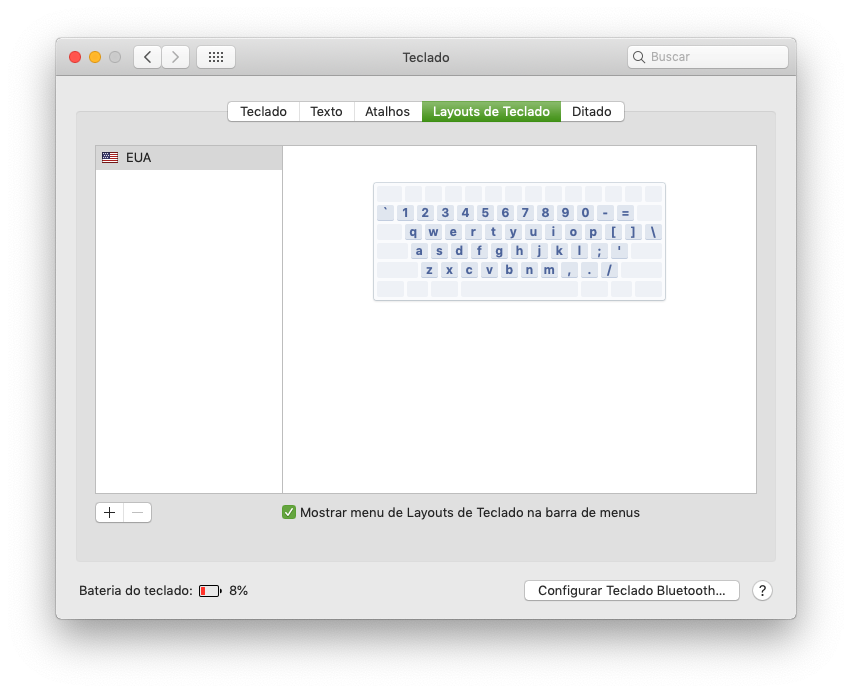 Teclado
Buscar
Teclado Texto Atalhos Layouts de Teclado Ditado
EUA
` 1 2 3 4 5 6 7 8 9 0 - =
q w e r t y u i o p [ ] \
a s d f g h j k l ; '
z x c v b n m , . /
+ −
Mostrar menu de Layouts de Teclado na barra de menus
Bateria do teclado: 8%
Configurar Teclado Bluetooth...
?